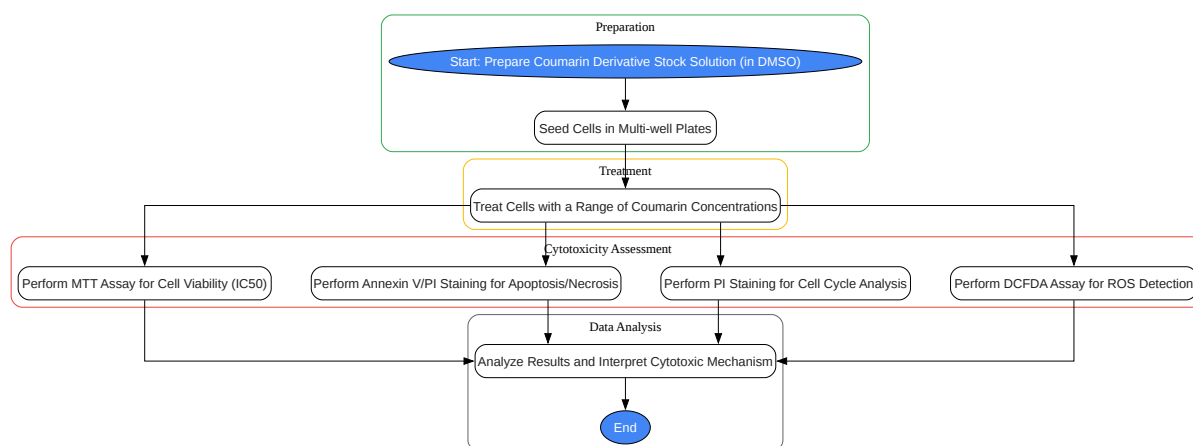 Preparation
Start: Prepare Coumarin Derivative Stock Solution (in DMSO)
Seed Cells in Multi-well Plates
Treatment
Treat Cells with a Range of Coumarin Concentrations
Cytotoxicity Assessment
Perform MTT Assay for Cell Viability (IC50)
Perform Annexin V/PI Staining for Apoptosis/Necrosis
Perform PI Staining for Cell Cycle Analysis
Perform DCFDA Assay for ROS Detection
Data Analysis
Analyze Results and Interpret Cytotoxic Mechanism
End